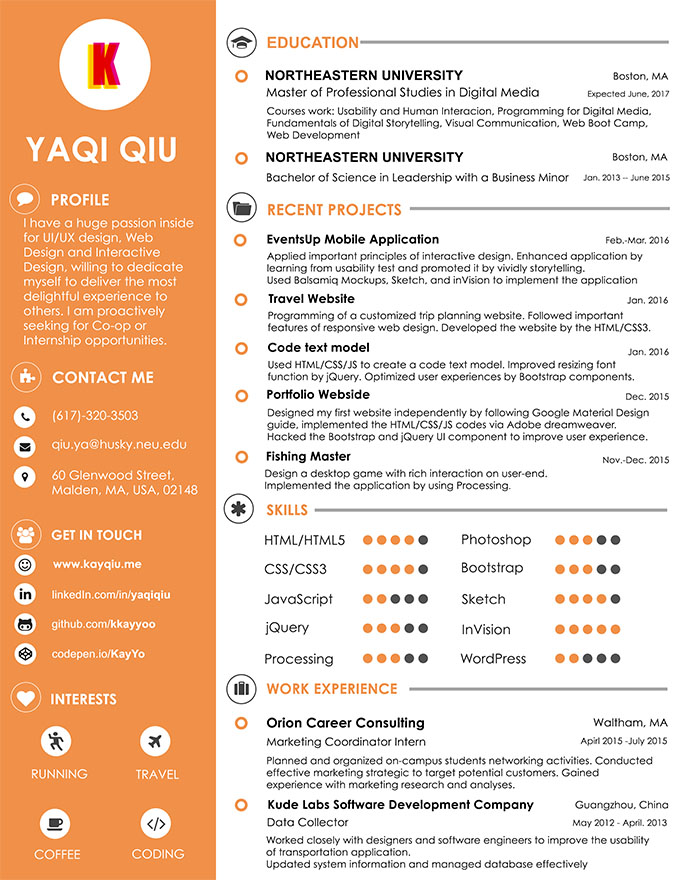 K
YAQI QIU
PROFILE
I have a huge passion inside
for UI/UX design, Web
Design and Interactive
Design, willing to dedicate
myself to deliver the most
delightful experience to
others. I am proactively
seeking for Co-op or
Internship opportunities.
CONTACT ME
(617)-320-3503
qiu.ya@husky.neu.edu
60 Glenwood Street,
Malden, MA, USA, 02148
GET IN TOUCH
www.kayqiu.me
linkedIn.com/in/yaqiqiu
github.com/kkayyoo
codepen.io/KayYo
INTERESTS
RUNNING TRAVEL
COFFEE CODING
EDUCATION
NORTHEASTERN UNIVERSITY Boston, MA
Master of Professional Studies in Digital Media Expected June, 2017
Courses work: Usability and Human Interacion, Programming for Digital Media,
Fundamentals of Digital Storytelling, Visual Communication, Web Boot Camp,
Web Development
NORTHEASTERN UNIVERSITY Boston, MA
Bachelor of Science in Leadership with a Business Minor Jan. 2013 -- June 2015
RECENT PROJECTS
EventsUp Mobile Application Feb.-Mar. 2016
Applied important principles of interactive design. Enhanced application by
learning from usability test and promoted it by vividly storytelling.
Used Balsamiq Mockups, Sketch, and inVision to implement the application
Travel Website Jan. 2016
Programming of a customized trip planning website. Followed important
features of responsive web design. Developed the website by the HTML/CSS3.
Code text model Jan. 2016
Used HTML/CSS/JS to create a code text model. Improved resizing font
function by jQuery. Optimized user experiences by Bootstrap components.
Portfolio Webside Dec. 2015
Designed my first website independently by following Google Material Design
guide, implemented the HTML/CSS/JS codes via Adobe dreamweaver.
Hacked the Bootstrap and jQuery UI component to improve user experience.
Fishing Master Nov.-Dec. 2015
Design a desktop game with rich interaction on user-end.
Implemented the application by using Processing.
SKILLS
HTML/HTML5 Photoshop
CSS/CSS3 Bootstrap
JavaScript Sketch
jQuery InVision
Processing WordPress
WORK EXPERIENCE
Orion Career Consulting Waltham, MA
Marketing Coordinator Intern Apirl 2015 -July 2015
Planned and organized on-campus students networking activities. Conducted
effective marketing strategic to target potential customers. Gained
experience with marketing research and analyses.
Kude Labs Software Development Company Guangzhou, China
Data Collector May 2012 - April. 2013
Worked closely with designers and software engineers to improve the usability
of transportation application.
Updated system information and managed database effectively